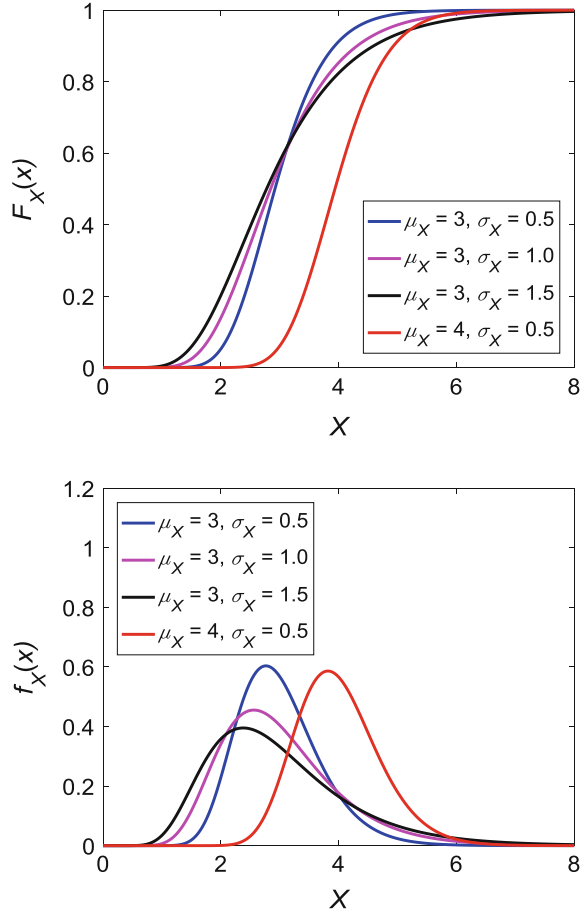 1
0.8
0.6
0.4
0.2
0
F_X(x)
μ_X = 3, σ_X = 0.5
μ_X = 3, σ_X = 1.0
μ_X = 3, σ_X = 1.5
μ_X = 4, σ_X = 0.5
0 2 4 6 8
X
1.2
1
0.8
0.6
0.4
0.2
0
f_X(x)
μ_X = 3, σ_X = 0.5
μ_X = 3, σ_X = 1.0
μ_X = 3, σ_X = 1.5
μ_X = 4, σ_X = 0.5
0 2 4 6 8
X